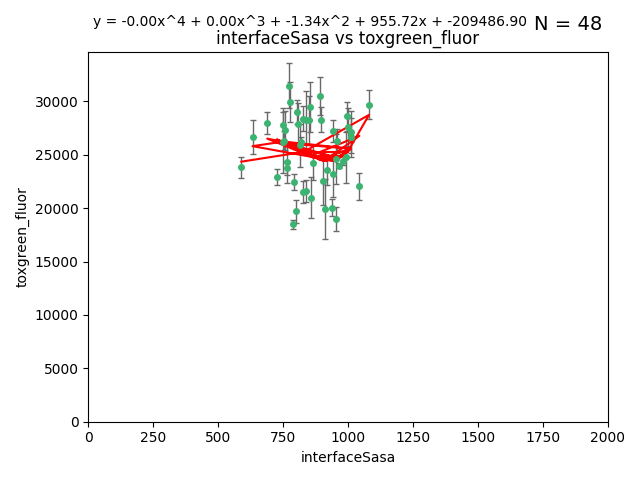 y = -0.00x^4 + 0.00x^3 + -1.34x^2 + 955.72x + -209486.90 N = 48
interfaceSasa vs toxgreen_fluor
30000
25000
20000
15000
10000
5000
0
toxgreen_fluor
0 250 500 750 1000 1250 1500 1750 2000
interfaceSasa